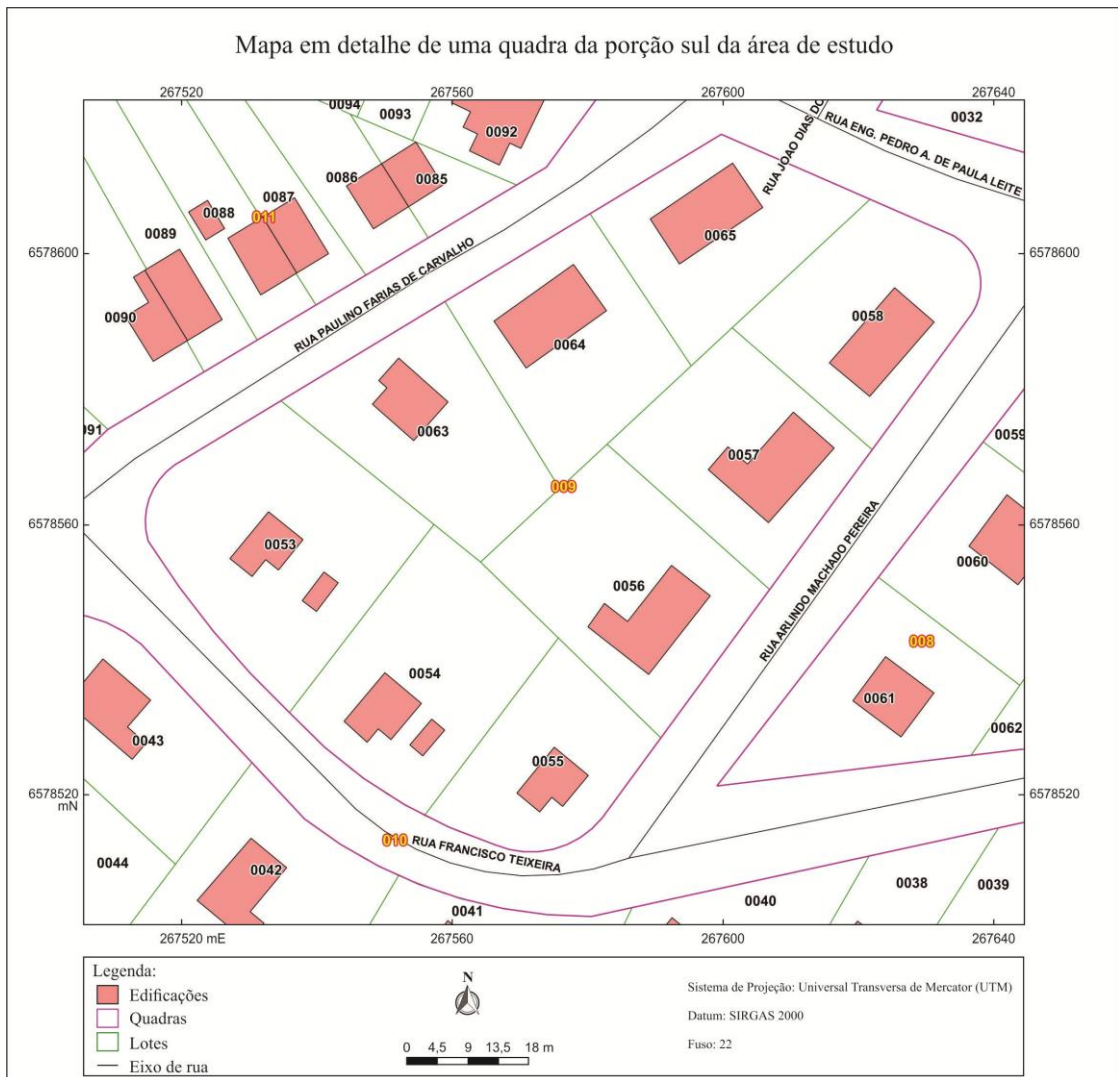 Mapa em detalhe de uma quadra da porção sul da área de estudo
267520
267560
267600
267640
0094
0093
0092
0032
RUA ENG. PEDRO A. DE PAULA LEITE
RUA JOAO DIAS DO
0086
0085
0087
0088
011
0089
0065
6578600
6578600
RUA PAULINO FARIAS DE CARVALHO
0090
0064
0058
0063
091
0059
0057
009
6578560
6578560
0053
0060
RUA ARLINDO MACHADO PEREIRA
0056
008
0054
0061
0043
0062
0055
6578520
mN
6578520
010
RUA FRANCISCO TEIXEIRA
0044
0042
0038
0039
0040
0041
267520 mE
267560
267600
267640
Legenda:
Edificações
Quadras
Lotes
Eixo de rua
N
0 4,5 9 13,5 18 m
Sistema de Projeção: Universal Transversa de Mercator (UTM)
Datum: SIRGAS 2000
Fuso: 22